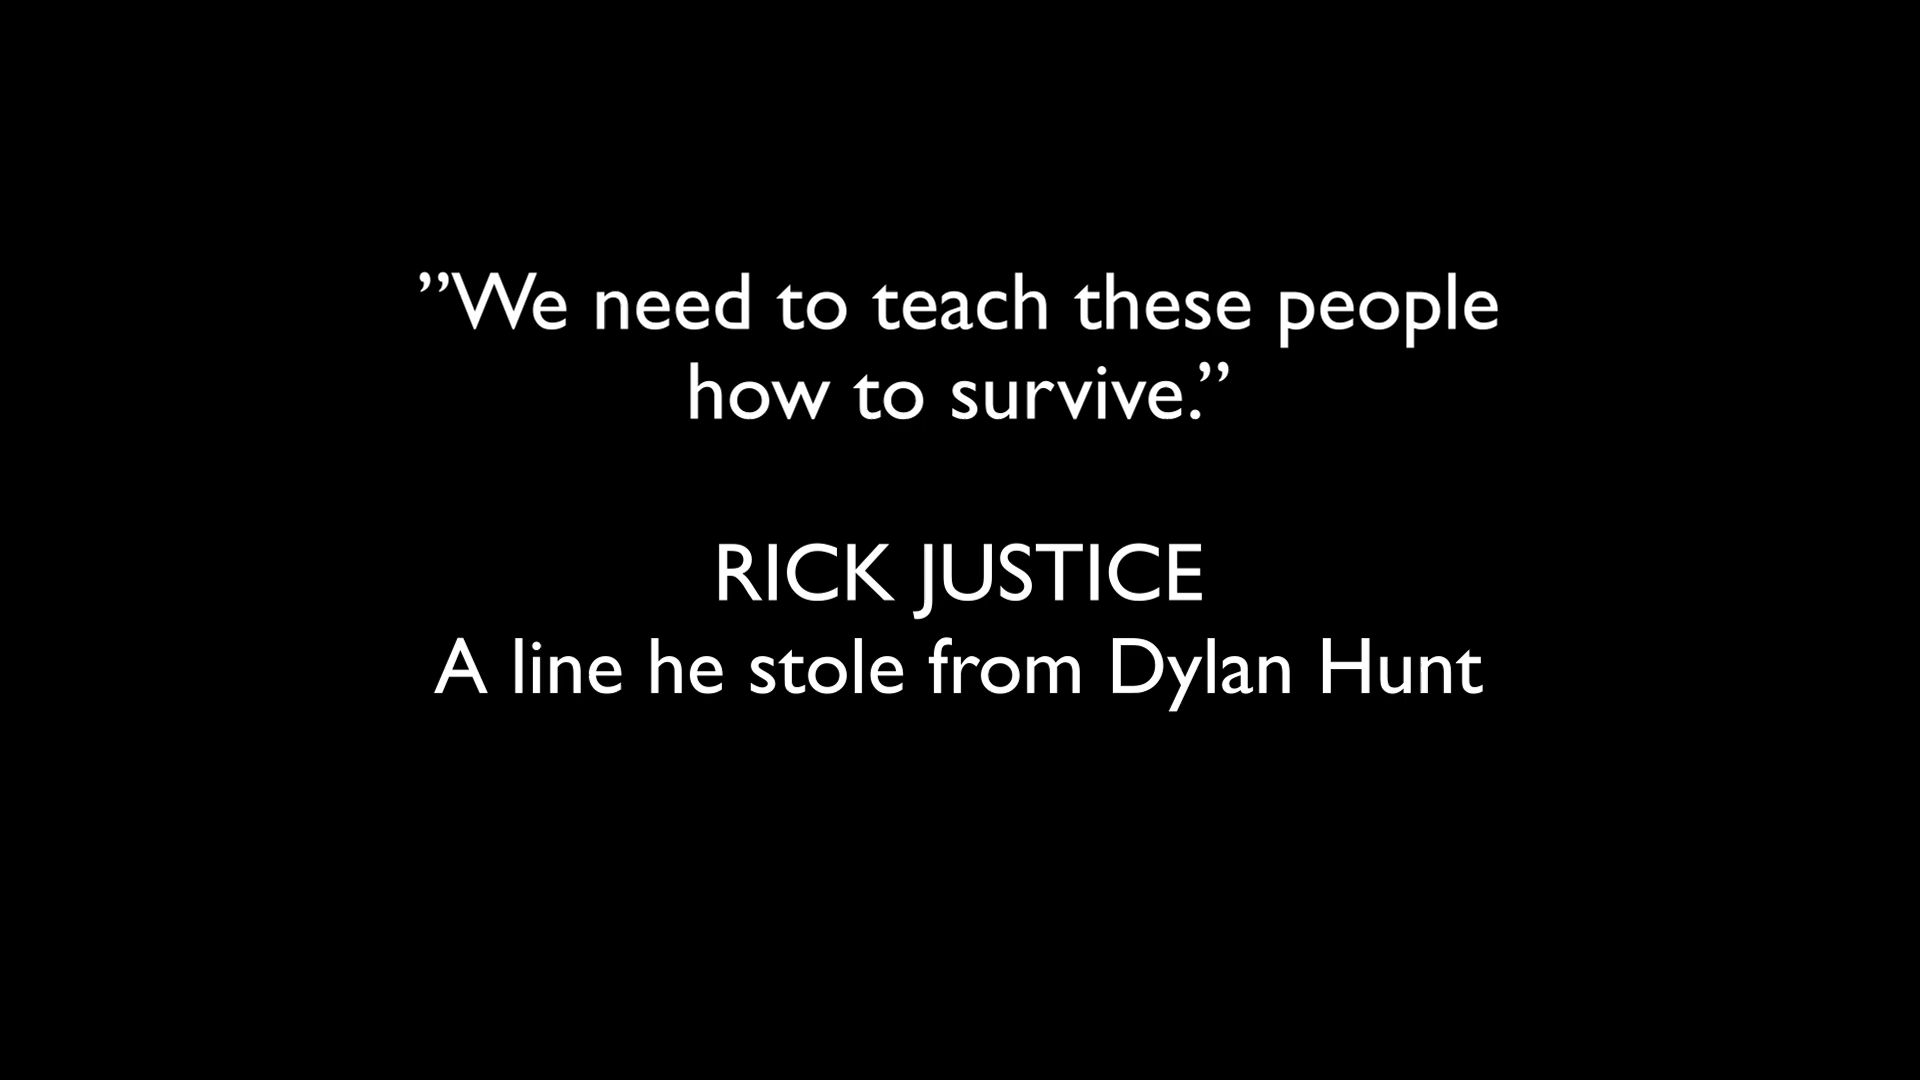 ”We need to teach these people
how to survive.”
RICK JUSTICE
A line he stole from Dylan Hunt